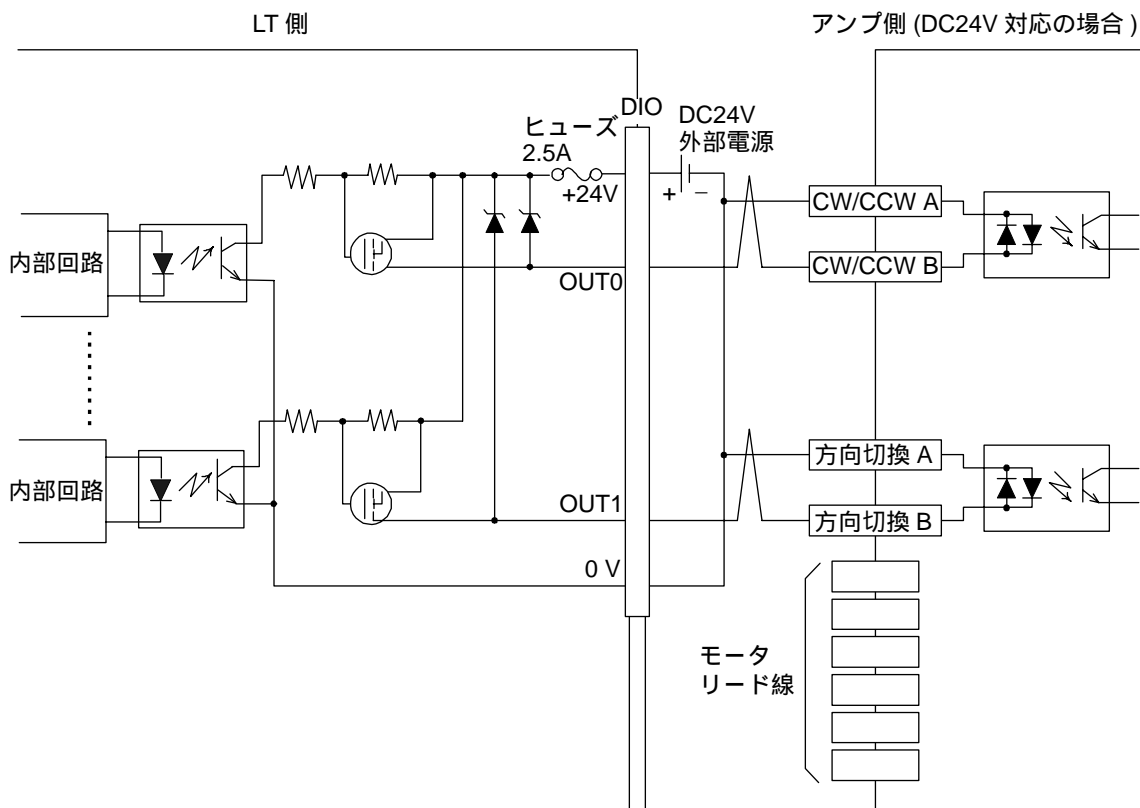 LT 側
アンプ側 (DC24V 対応の場合 )
DIO
ヒューズ
2.5A
+24V
DC24V
外部電源
+
−
CW/CCW A
内部回路
CW/CCW B
OUT0
方向切換 A
内部回路
OUT1
方向切換 B
0 V
モータ
リード線